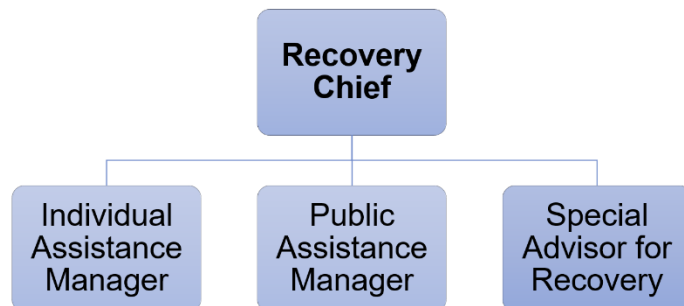 Recovery
Chief
Individual
Assistance
Manager
Public
Assistance
Manager
Special
Advisor for
Recovery